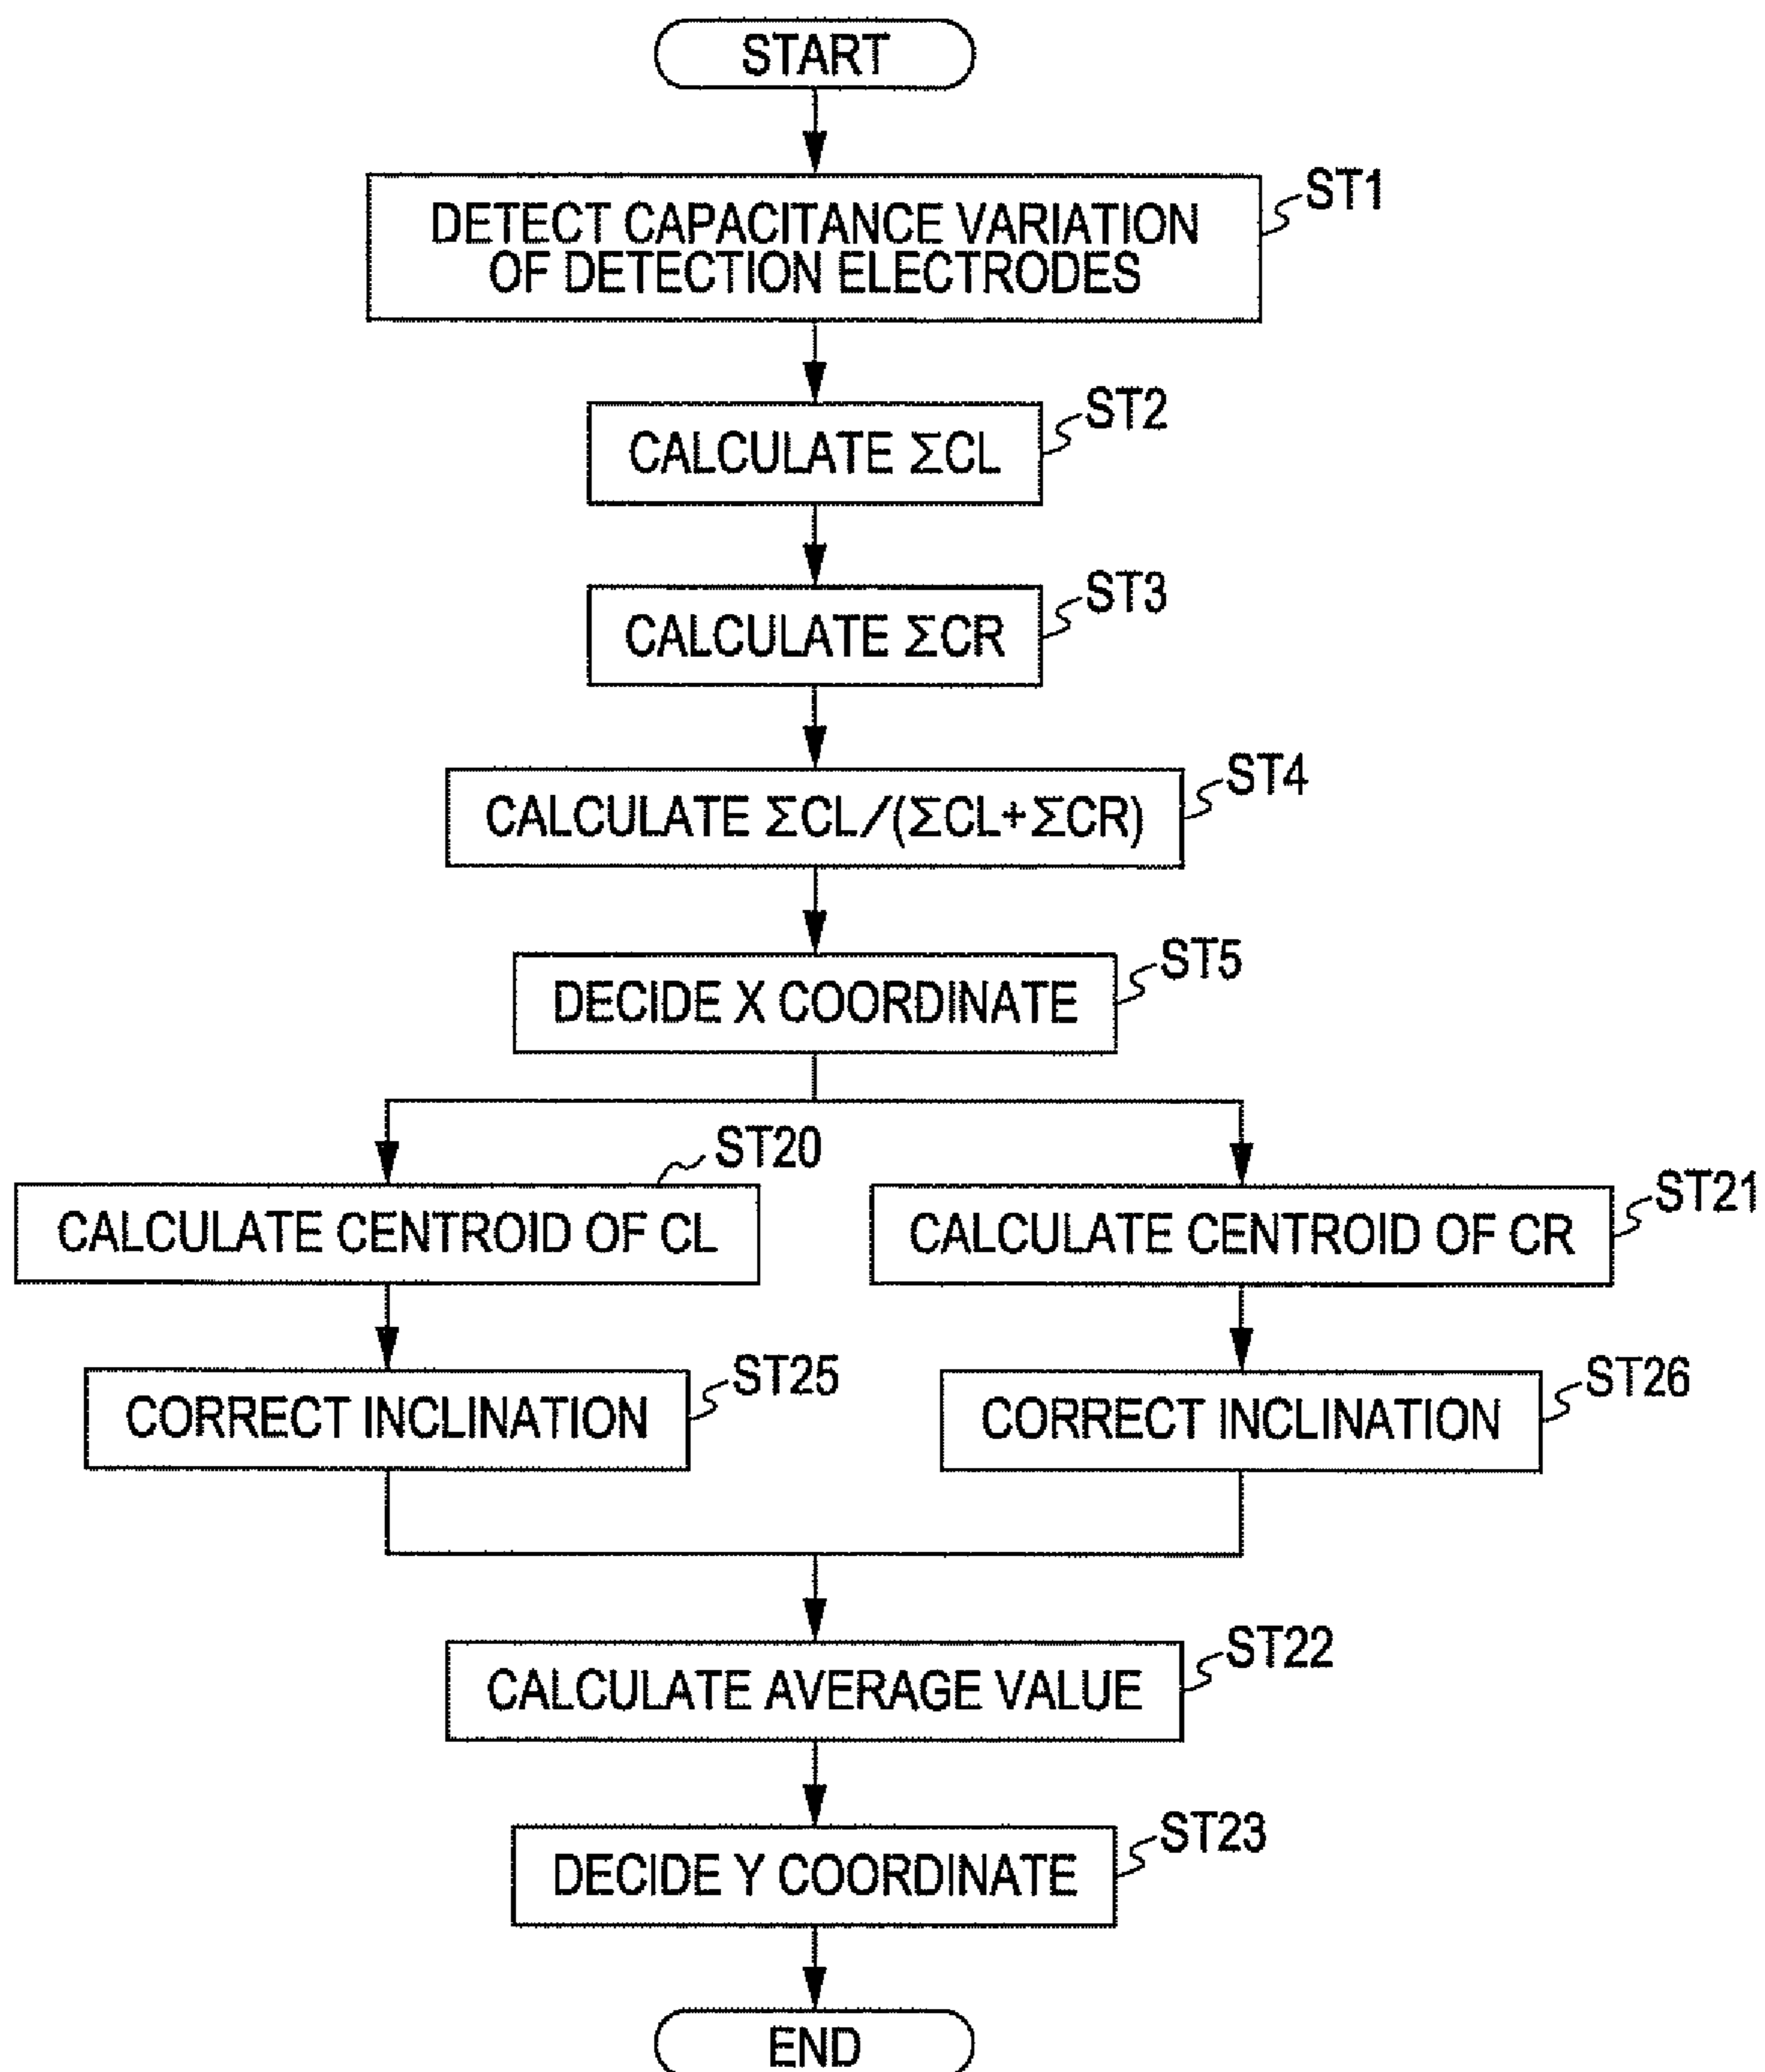 START
ST1
DETECT CAPACITANCE VARIATION
OF DETECTION ELECTRODES
ST2
CALCULATE ΣCL
ST3
CALCULATE ΣCR
ST4
CALCULATE ΣCL/(ΣCL+ΣCR)
ST5
DECIDE X COORDINATE
ST20
CALCULATE CENTROID OF CL
ST21
CALCULATE CENTROID OF CR
ST25
CORRECT INCLINATION
ST26
CORRECT INCLINATION
ST22
CALCULATE AVERAGE VALUE
ST23
DECIDE Y COORDINATE
END